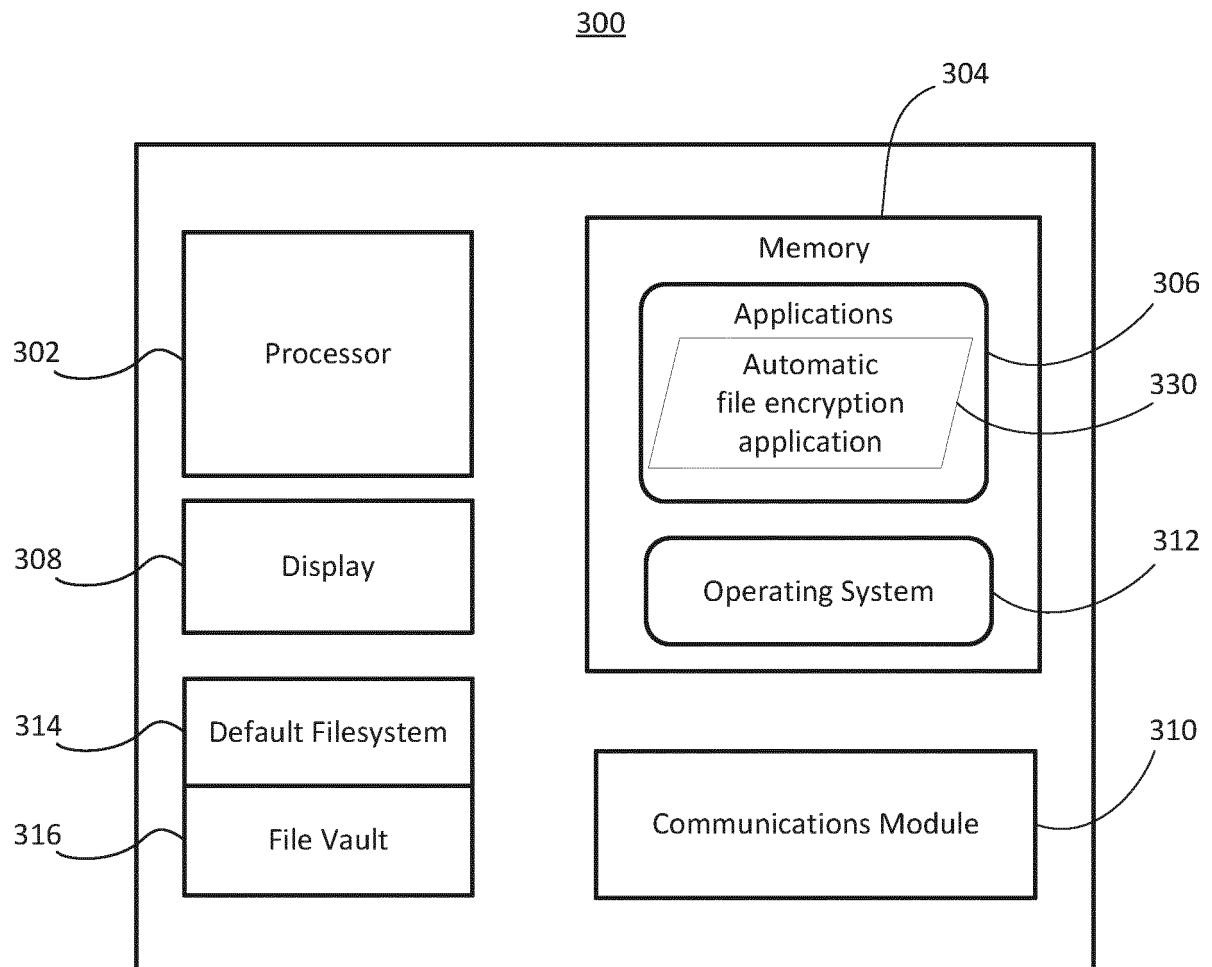 300
304
Memory
306
Applications
302
Processor
Automatic
file encryption
application
330
308
Display
312
Operating System
314
Default Filesystem
310
316
File Vault
Communications Module